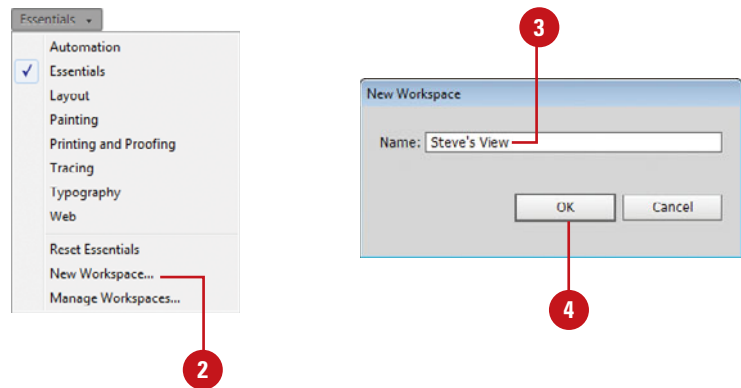 Essentials
Automation
Essentials
Layout
Painting
Printing and Proofing
Tracing
Typography
Web
Reset Essentials
New Workspace...
Manage Workspaces...
2
3
New Workspace
Name: Steve's View
OK Cancel
4